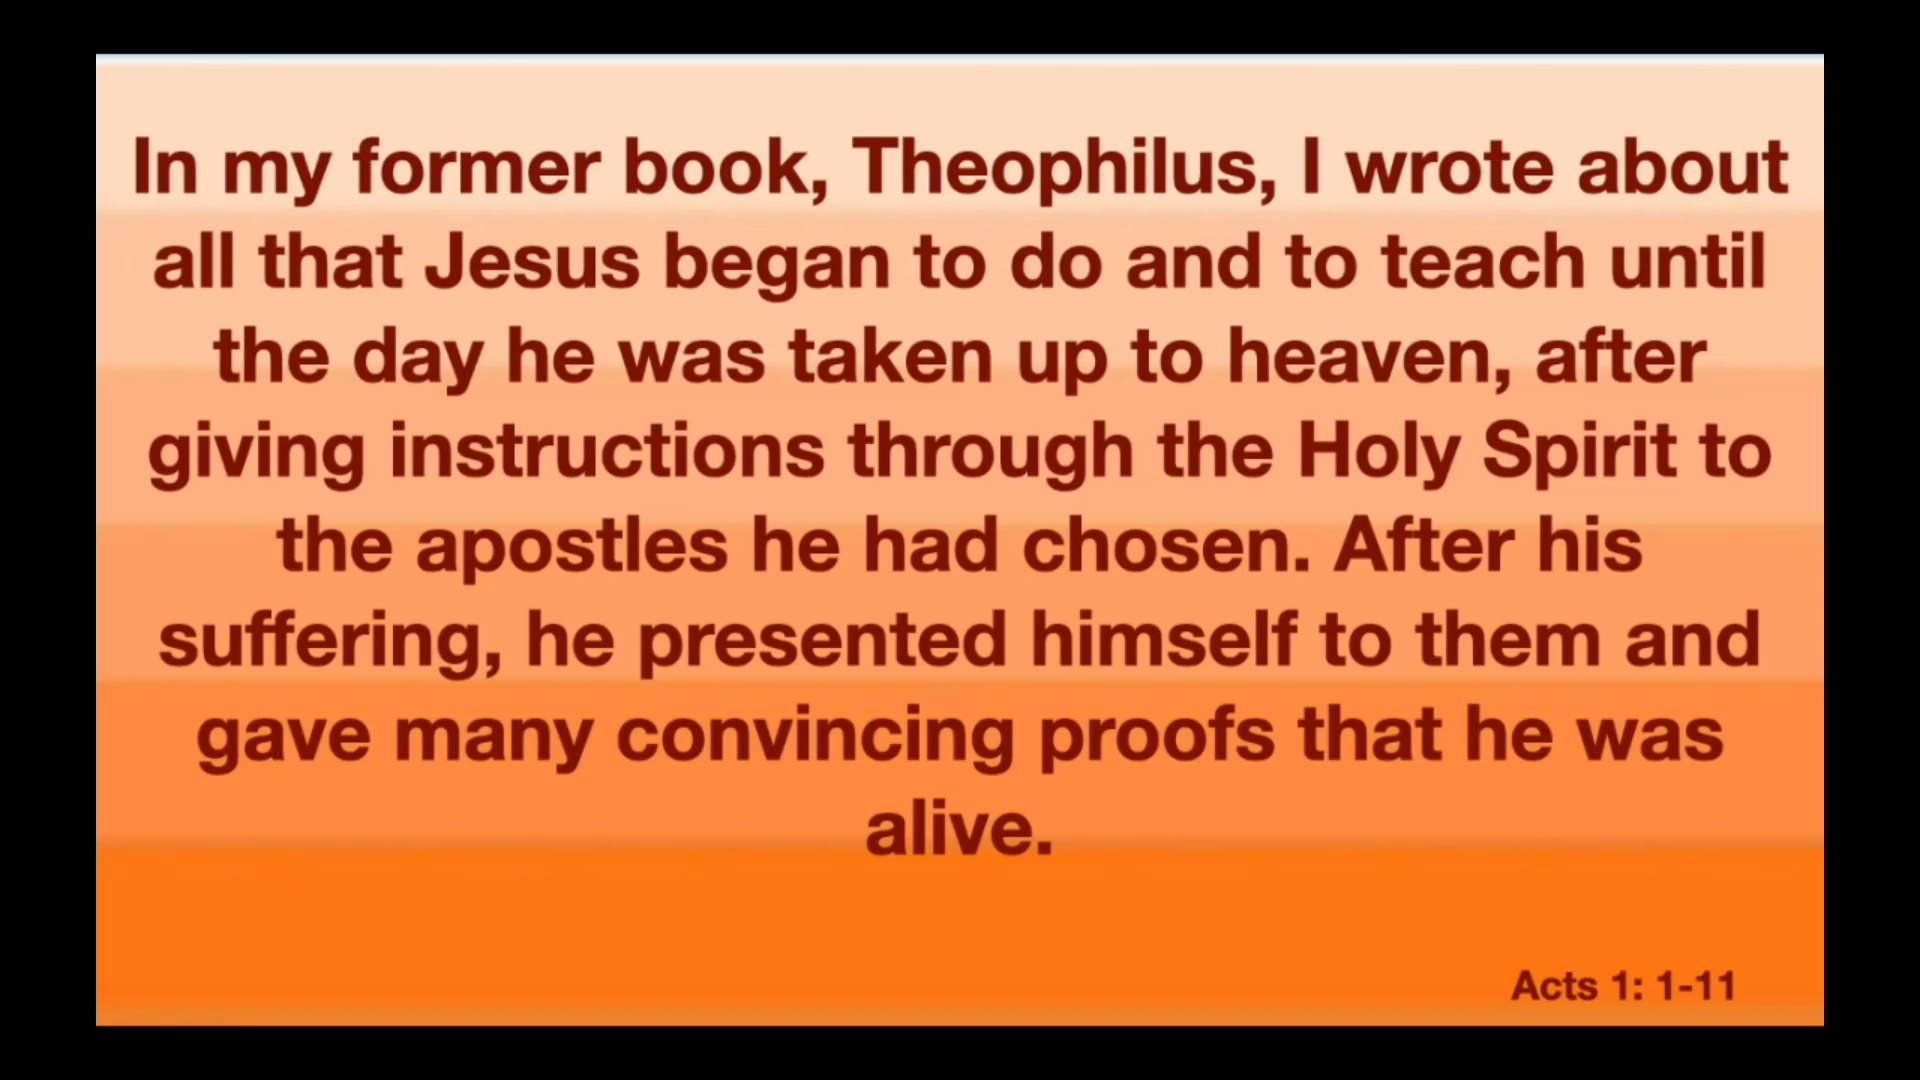 In my former book, Theophilus, I wrote about
all that Jesus began to do and to teach until
the day he was taken up to heaven, after
giving instructions through the Holy Spirit to
the apostles he had chosen. After his
suffering, he presented himself to them and
gave many convincing proofs that he was
alive.
Acts 1: 1-11